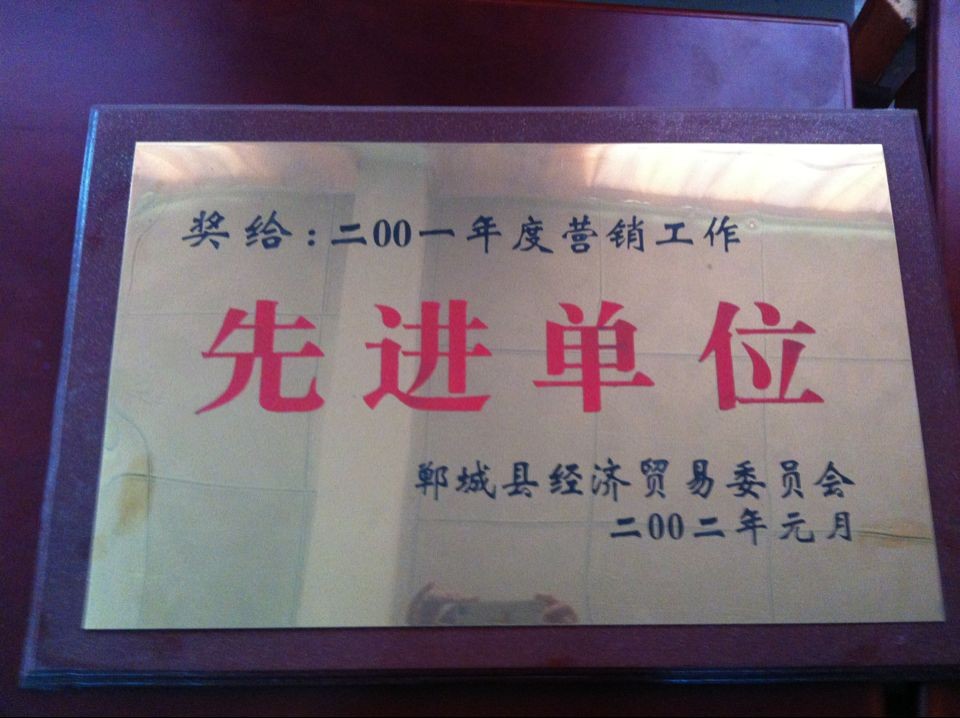 奖给:二00一年度营销工作
先进单位
郸城县经济贸易委员会
二00二年元月